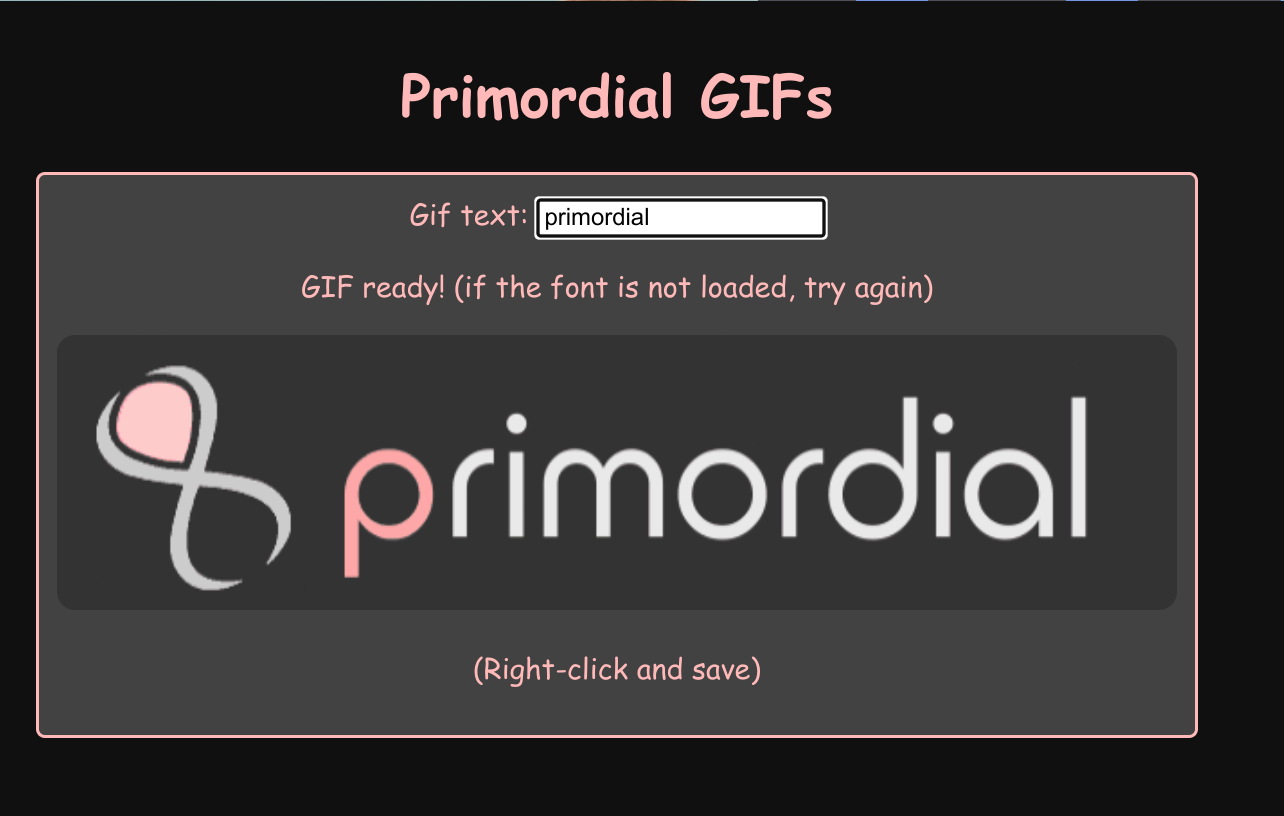 Primordial GIFs
Gif text: primordial
GIF ready! (if the font is not loaded, try again)
primordial
(Right-click and save)